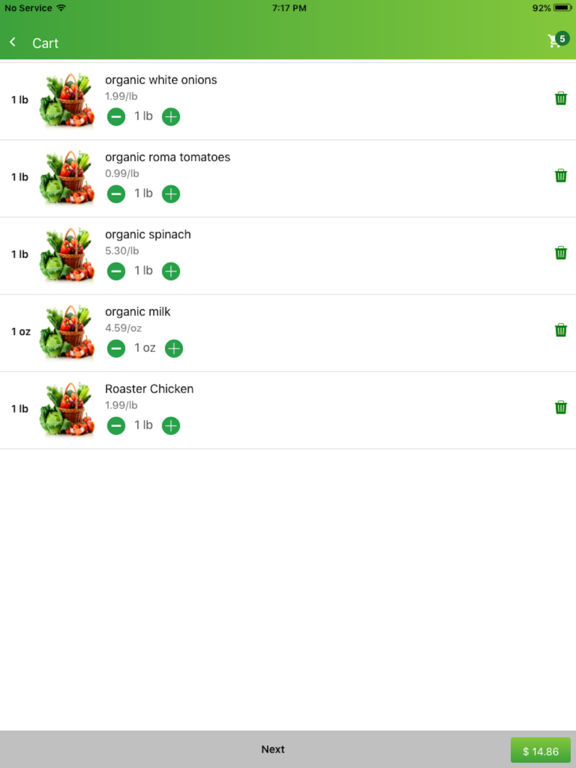 No Service 7:17 PM 92%
Cart 5
organic white onions
1 lb 1.99/lb
1 lb
organic roma tomatoes
1 lb 0.99/lb
1 lb
organic spinach
1 lb 5.30/lb
1 lb
organic milk
1 oz 4.59/oz
1 oz
Roaster Chicken
1 lb 1.99/lb
1 lb
Next $ 14.86